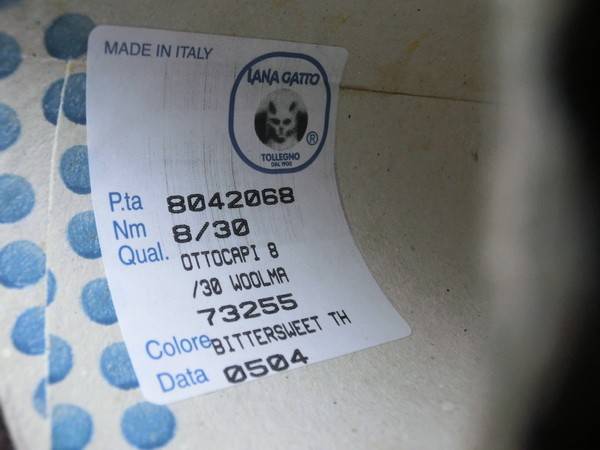 MADE IN ITALY
LANA GATTO
®
TOLLEGNO
DAL 1900
P.ta 8042068
Nm 8/30
Qual. OTTOCAPI 8
/30 WOOLMA
73255
Colore BITTERSWEET TH
Data 0504